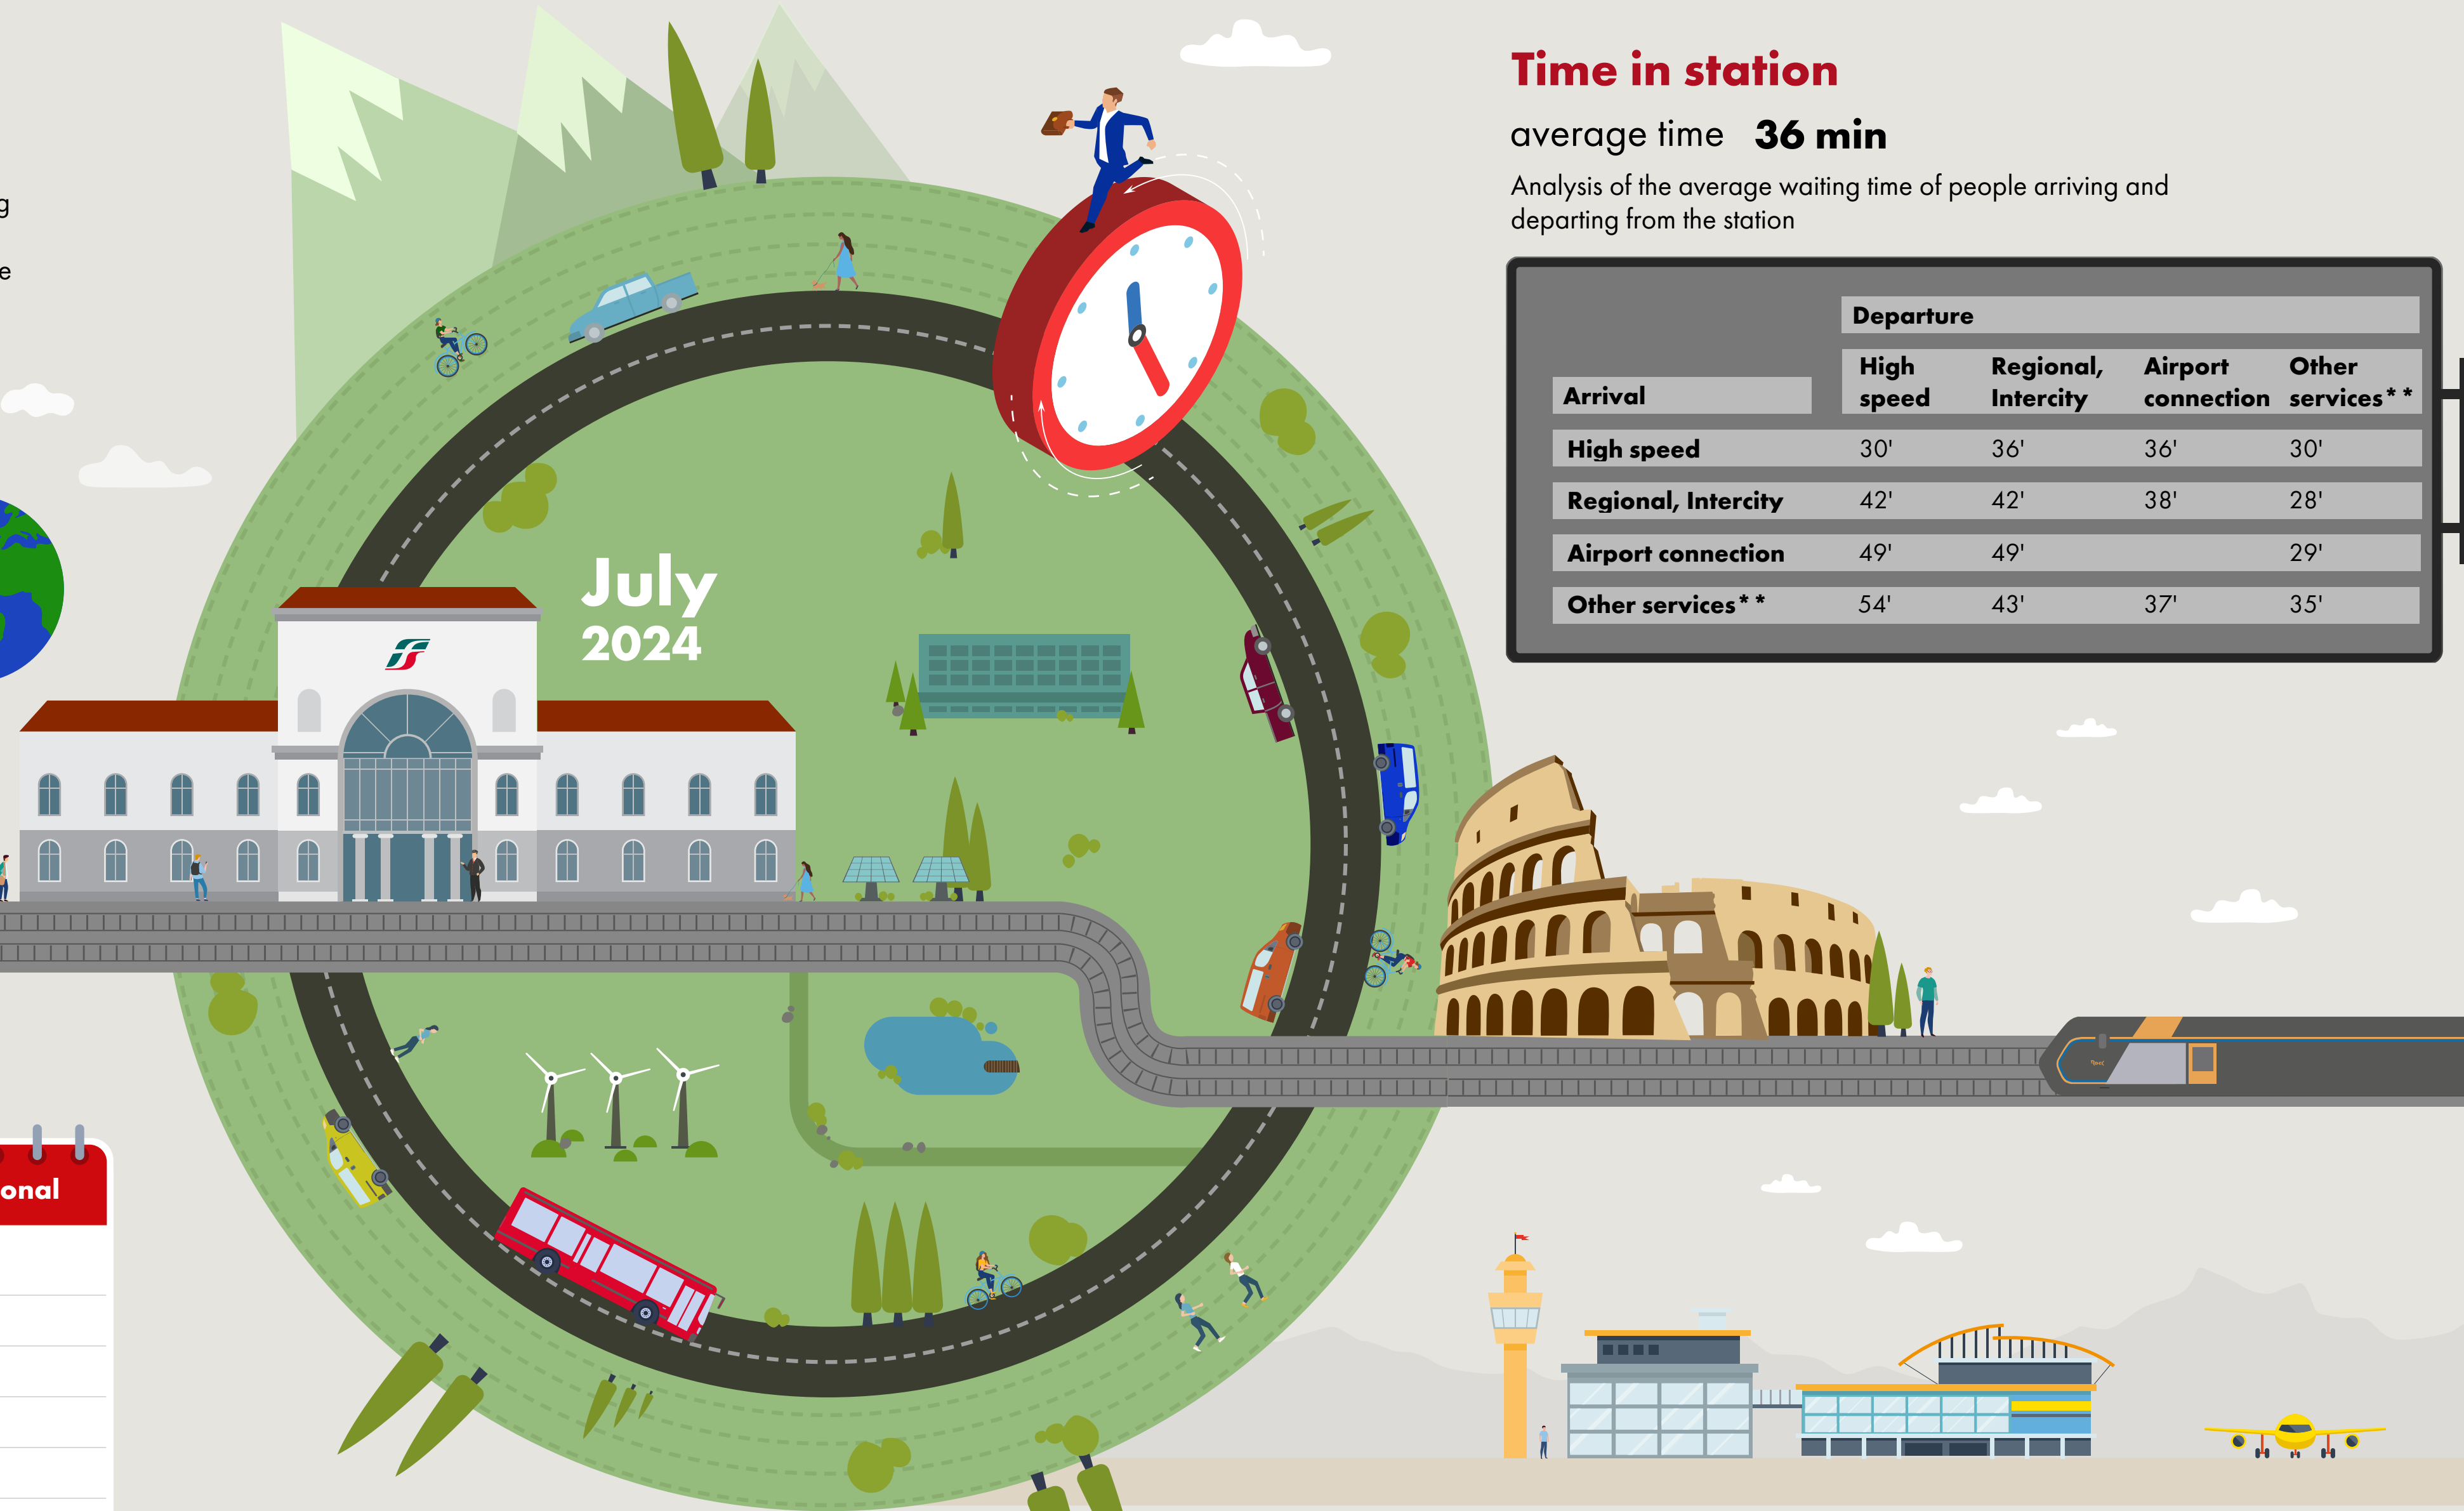 g
e
Time in station
average time 36 min
Analysis of the average waiting time of people arriving and
departing from the station
Departure
Arrival
High speed
Regional, Intercity
Airport connection
Other services**
High speed 30' 36' 36' 30'
Regional, Intercity 42' 42' 38' 28'
Airport connection 49' 49' 29'
Other services** 54' 43' 37' 35'
July
2024
onal